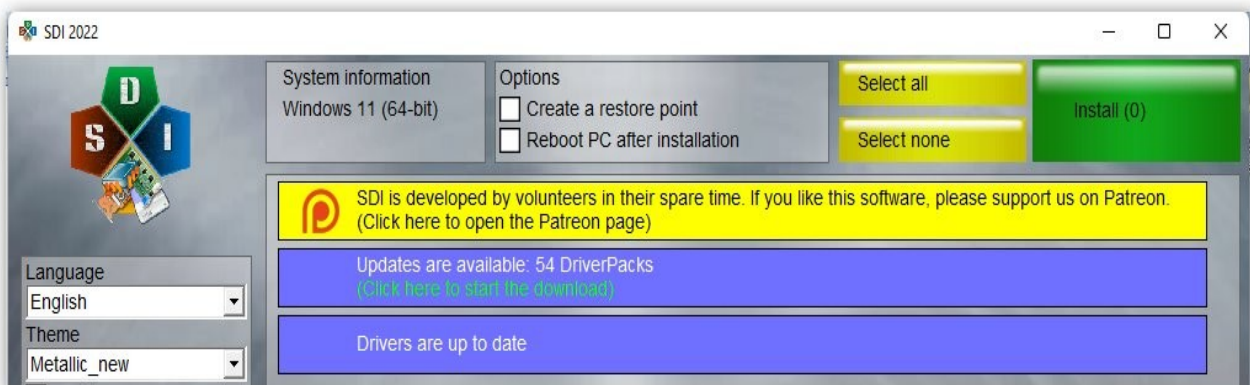 SDI 2022
S D I
System information
Windows 11 (64-bit)
Options
Create a restore point
Reboot PC after installation
Select all
Select none
Install (0)
SDI is developed by volunteers in their spare time. If you like this software, please support us on Patreon.
(Click here to open the Patreon page)
Updates are available: 54 DriverPacks
(Click here to start the download)
Drivers are up to date
Language
English
Theme
Metallic_new